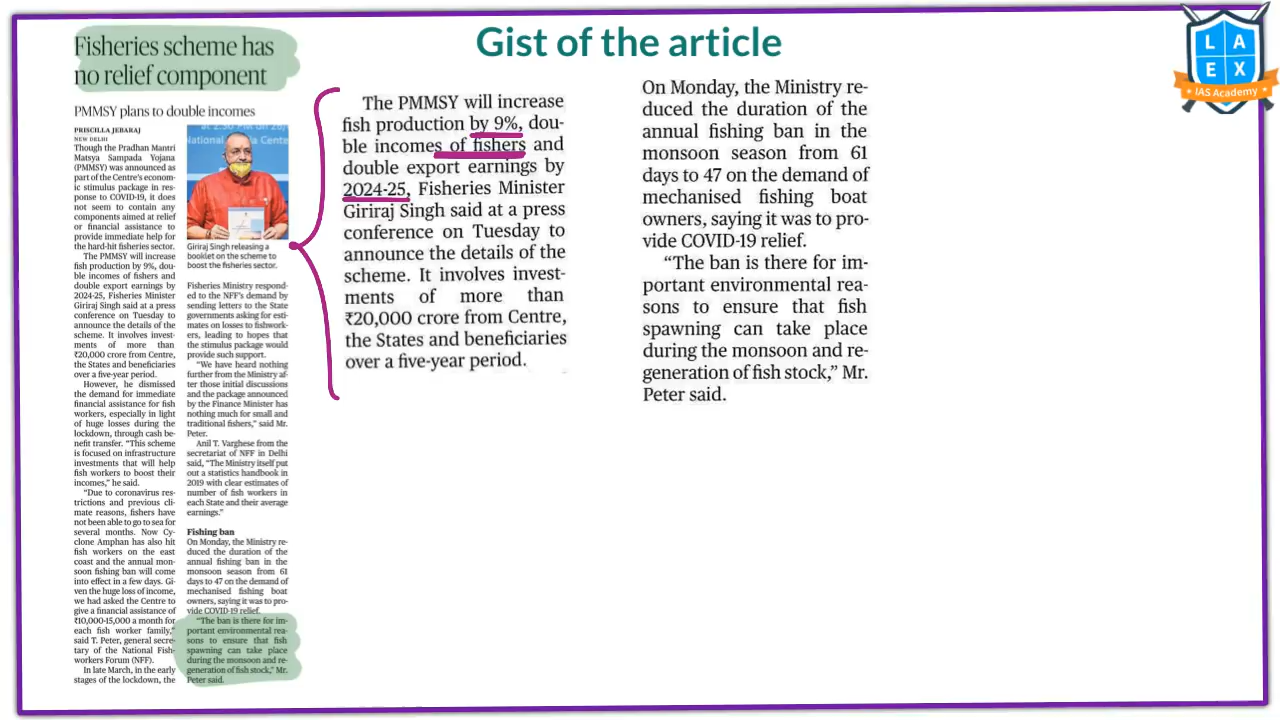 Gist of the article
Fisheries scheme has
no relief component
PMMSY plans to double incomes
PRISCILLA JEBARAJ
NEW DELHI
Though the Pradhan Mantri
Matsya Sampada Yojana
(PMMSY) was announced as
part of the Centre's econom-
ic stimulus package in res-
ponse to COVID-19, it does
not seem to contain any
components aimed at relief
or financial assistance to
provide immediate help for
the hard-hit fisheries sector.
The PMMSY will increase
fish production by 9%, dou-
ble incomes of fishers and
double export earnings by
2024-25, Fisheries Minister
Giriraj Singh said at a press
conference on Tuesday to
announce the details of the
scheme. It involves invest-
ments of more than
₹20,000 crore from Centre,
the States and beneficiaries
over a five-year period.
However, he dismissed
the demand for immediate
financial assistance for fish
workers, especially in light
of huge losses during the
lockdown, through cash be-
nefit transfer. "This scheme
is focused on infrastructure
investments that will help
fish workers to boost their
incomes," he said.
"Due to coronavirus res-
trictions and previous cli-
mate reasons, fishers have
not been able to go to sea for
several months. Now Cy-
clone Amphan has also hit
fish workers on the east
coast and the annual mon-
soon fishing ban will come
into effect in a few days. Gi-
ven the huge loss of income,
we had asked the Centre to
give a financial assistance of
₹10,000-15,000 a month for
each fish worker family,"
said T. Peter, general secre-
tary of the National Fish-
workers Forum (NFF).
In late March, in the early
stages of the lockdown, the
National
Giriraj Singh releasing a
booklet on the scheme to
boost the fisheries sector.
Fisheries Ministry respond-
ed to the NFF's demand by
sending letters to the State
governments asking for esti-
mates on losses to fishwork-
ers, leading to hopes that
the stimulus package would
provide such support.
"We have heard nothing
further from the Ministry af-
ter those initial discussions
and the package announced
by the Finance Minister has
nothing much for small and
traditional fishers," said Mr.
Peter.
Anil T. Varghese from the
secretariat of NFF in Delhi
said, "The Ministry itself put
out a statistics handbook in
2019 with clear estimates of
number of fish workers in
each State and their average
earnings."
Fishing ban
On Monday, the Ministry re-
duced the duration of the
annual fishing ban in the
monsoon season from 61
days to 47 on the demand of
mechanised fishing boat
owners, saying it was to pro-
vide COVID-19 relief.
"The ban is there for im-
portant environmental rea-
sons to ensure that fish
spawning can take place
during the monsoon and re-
generation of fish stock," Mr.
Peter said.
The PMMSY will increase
fish production by 9%, dou-
ble incomes of fishers and
double export earnings by
2024-25, Fisheries Minister
Giriraj Singh said at a press
conference on Tuesday to
announce the details of the
scheme. It involves invest-
ments of more than
₹20,000 crore from Centre,
the States and beneficiaries
over a five-year period.
On Monday, the Ministry re-
duced the duration of the
annual fishing ban in the
monsoon season from 61
days to 47 on the demand of
mechanised fishing boat
owners, saying it was to pro-
vide COVID-19 relief.
"The ban is there for im-
portant environmental rea-
sons to ensure that fish
spawning can take place
during the monsoon and re-
generation of fish stock," Mr.
Peter said.
L A
E X
IAS Academy